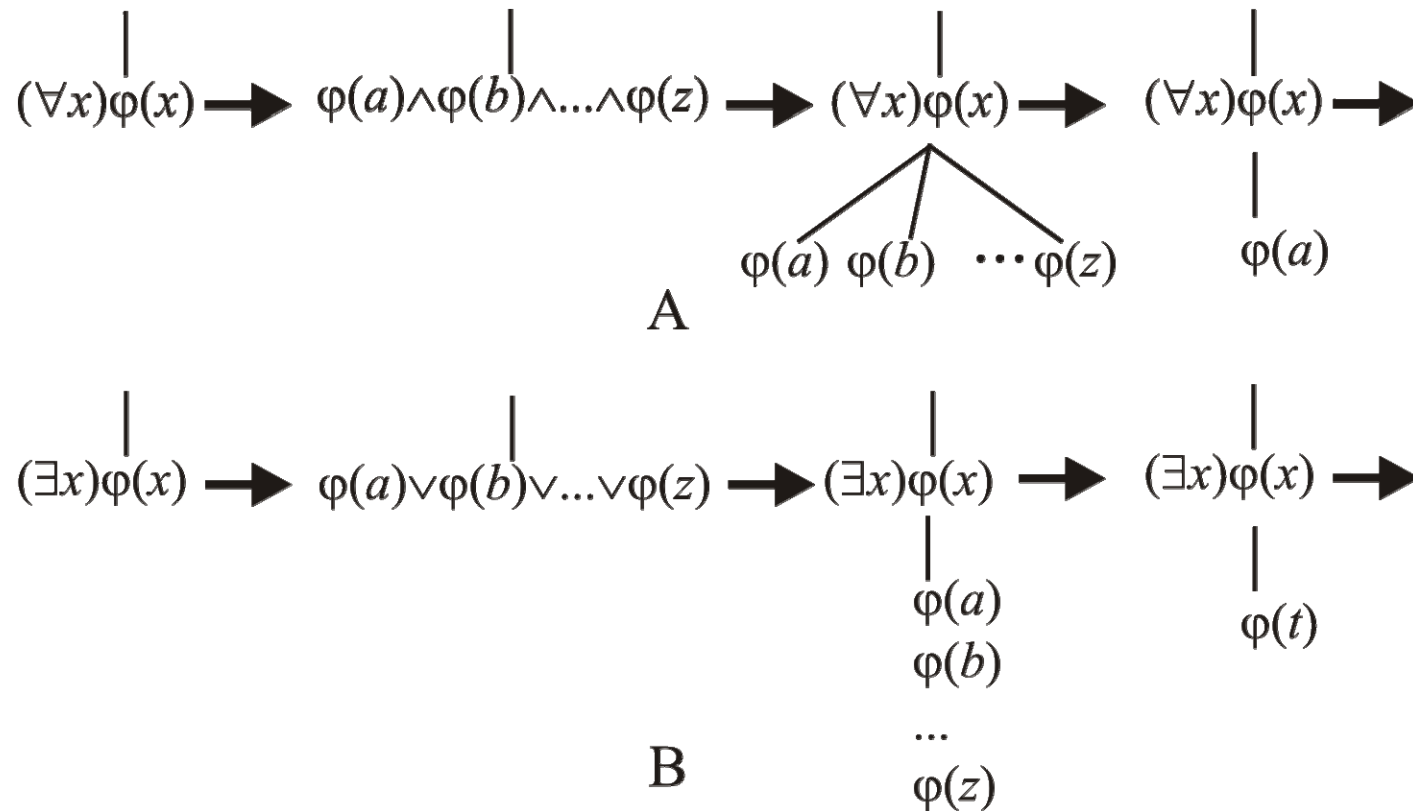 (∀x)φ(x) φ(a)∧φ(b)∧...∧φ(z) (∀x)φ(x) (∀x)φ(x)
φ(a) φ(b) ··· φ(z) φ(a)
A
(∃x)φ(x) φ(a)∨φ(b)∨...∨φ(z) (∃x)φ(x) (∃x)φ(x)
φ(a) φ(t)
φ(b)
...
B
φ(z)